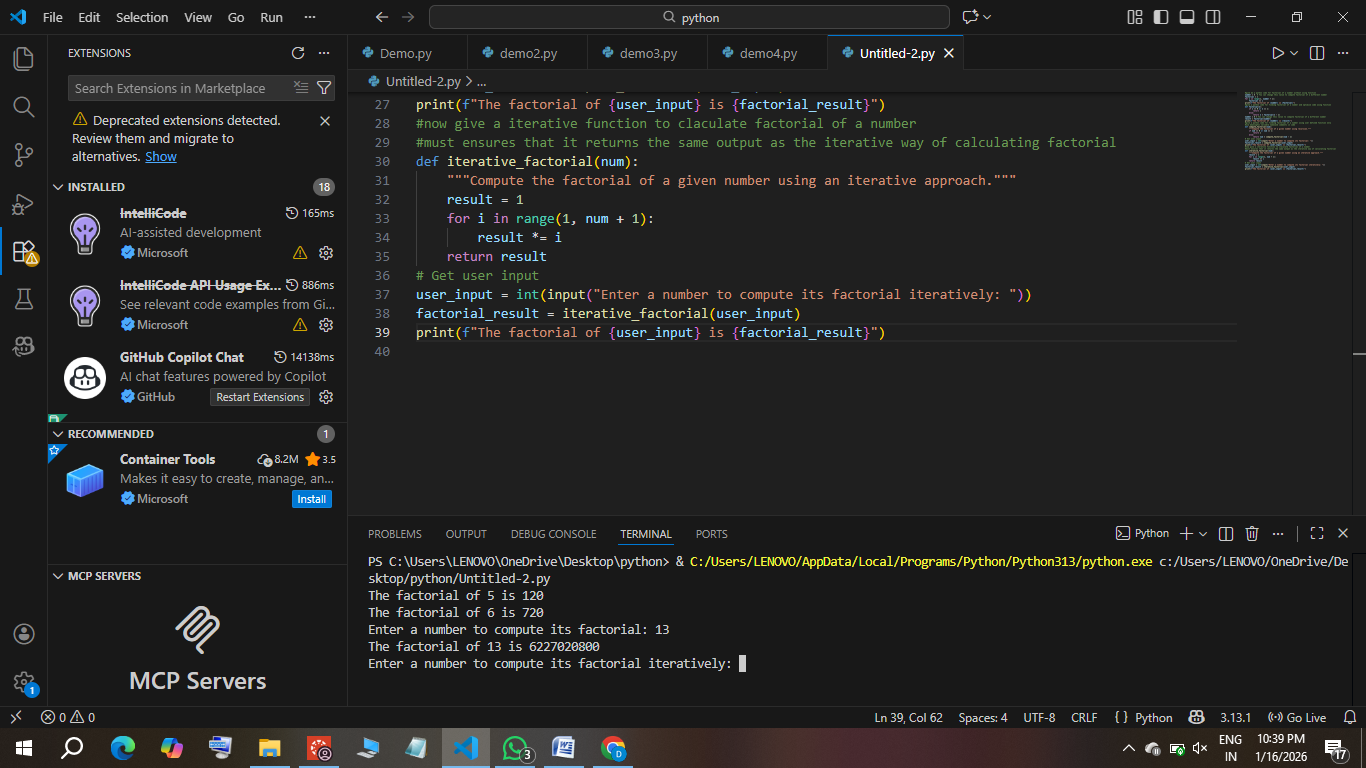 File Edit Selection View Go Run ···
python
EXTENSIONS
Demo.py demo2.py demo3.py demo4.py Untitled-2.py
Search Extensions in Marketplace
Untitled-2.py > ...
Deprecated extensions detected.
Review them and migrate to
alternatives. Show
INSTALLED 18
IntelliCode 165ms
AI-assisted development
Microsoft
IntelliCode API Usage Ex... 886ms
See relevant code examples from Gi...
Microsoft
GitHub Copilot Chat 14138ms
AI chat features powered by Copilot
GitHub Restart Extensions
RECOMMENDED 1
Container Tools 8.2M 3.5
Makes it easy to create, manage, an...
Microsoft Install
MCP SERVERS
MCP Servers
27 print(f"The factorial of {user_input} is {factorial_result}")
28 #now give a iterative function to claculate factorial of a number
29 #must ensures that it returns the same output as the iterative way of calculating factorial
30 def iterative_factorial(num):
31 """Compute the factorial of a given number using an iterative approach."""
32 result = 1
33 for i in range(1, num + 1):
34 result *= i
35 return result
36 # Get user input
37 user_input = int(input("Enter a number to compute its factorial iteratively: "))
38 factorial_result = iterative_factorial(user_input)
39 print(f"The factorial of {user_input} is {factorial_result}")
40
PROBLEMS OUTPUT DEBUG CONSOLE TERMINAL PORTS Python
PS C:\Users\LENOVO\OneDrive\Desktop\python> & C:/Users/LENOVO/AppData/Local/Programs/Python/Python313/python.exe c:/Users/LENOVO/OneDrive/De
sktop/python/Untitled-2.py
The factorial of 5 is 120
The factorial of 6 is 720
Enter a number to compute its factorial: 13
The factorial of 13 is 6227020800
Enter a number to compute its factorial iteratively:
1
0 0 Ln 39, Col 62 Spaces: 4 UTF-8 CRLF {} Python 3.13.1 Go Live
3 W D ENG 10:39 PM
IN 1/16/2026 17